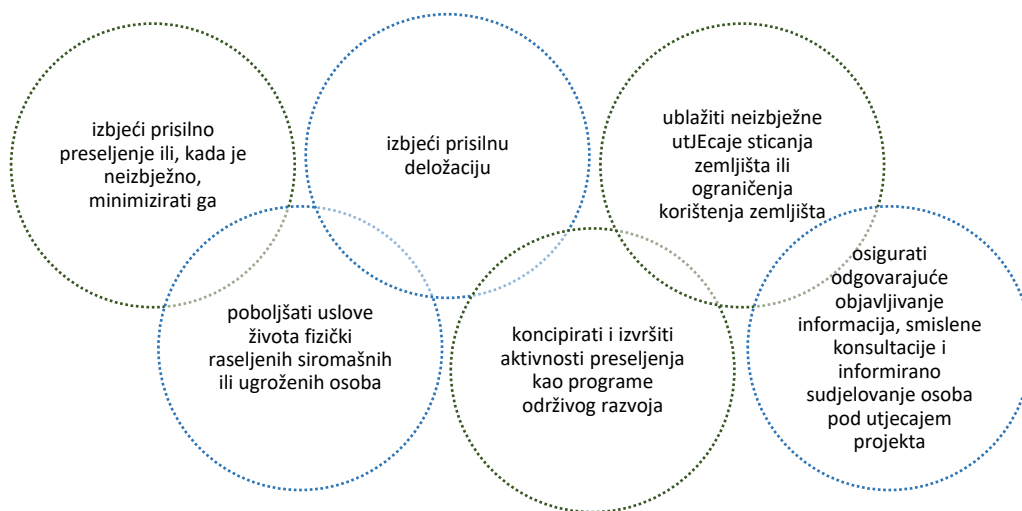 izbjeći prisilno
preseljenje ili, kada je
neizbježno,
minimizirati ga
poboljšati uslove
života fizički
raseljenih siromašnih
ili ugroženih osoba
izbjeći prisilnu
deložaciju
koncipirati i izvršiti
aktivnosti preseljenja
kao programe
održivog razvoja
ublažiti neizbježne
utJEcaje sticanja
zemljišta ili
ograničenja
korištenja zemljišta
osigurati
odgovarajuće
objavljivanje
informacija, smislene
konsultacije i
informirano
sudjelovanje osoba
pod utjecajem
projekta